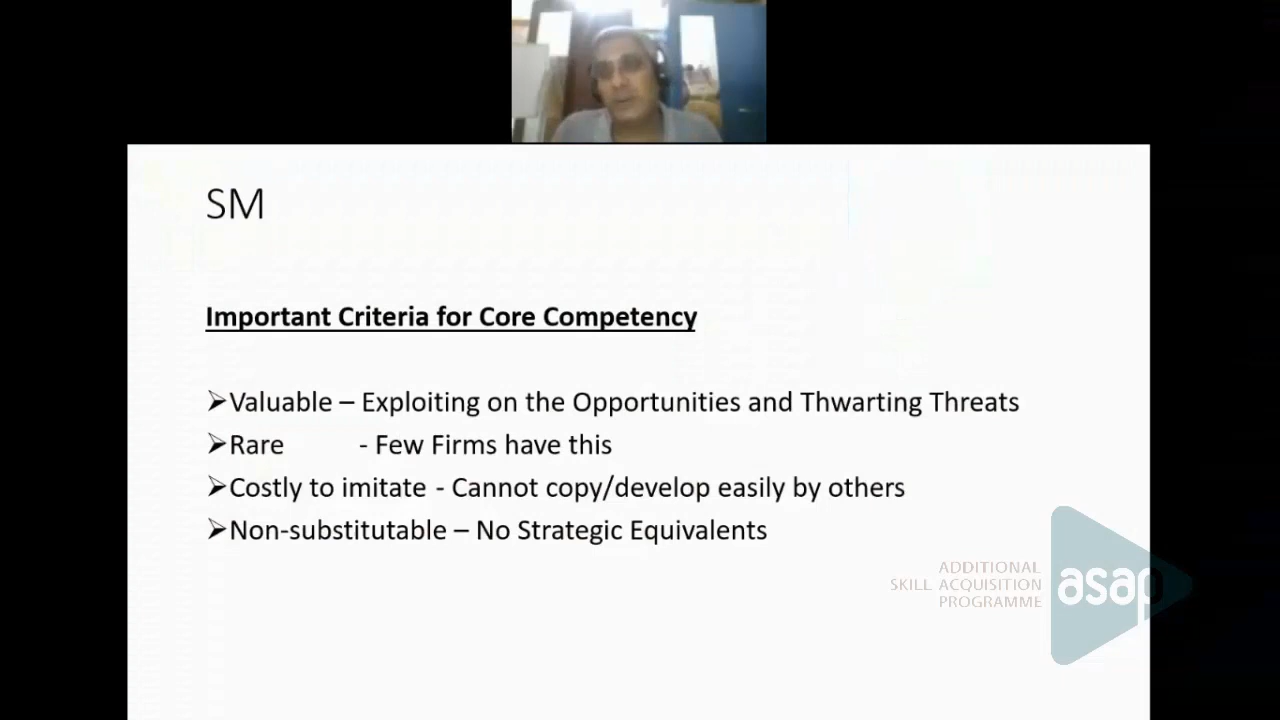 SM
Important Criteria for Core Competency
➢Valuable – Exploiting on the Opportunities and Thwarting Threats
➢Rare - Few Firms have this
➢Costly to imitate - Cannot copy/develop easily by others
➢Non-substitutable – No Strategic Equivalents
ADDITIONAL
SKILL ACQUISITION
PROGRAMME
asap